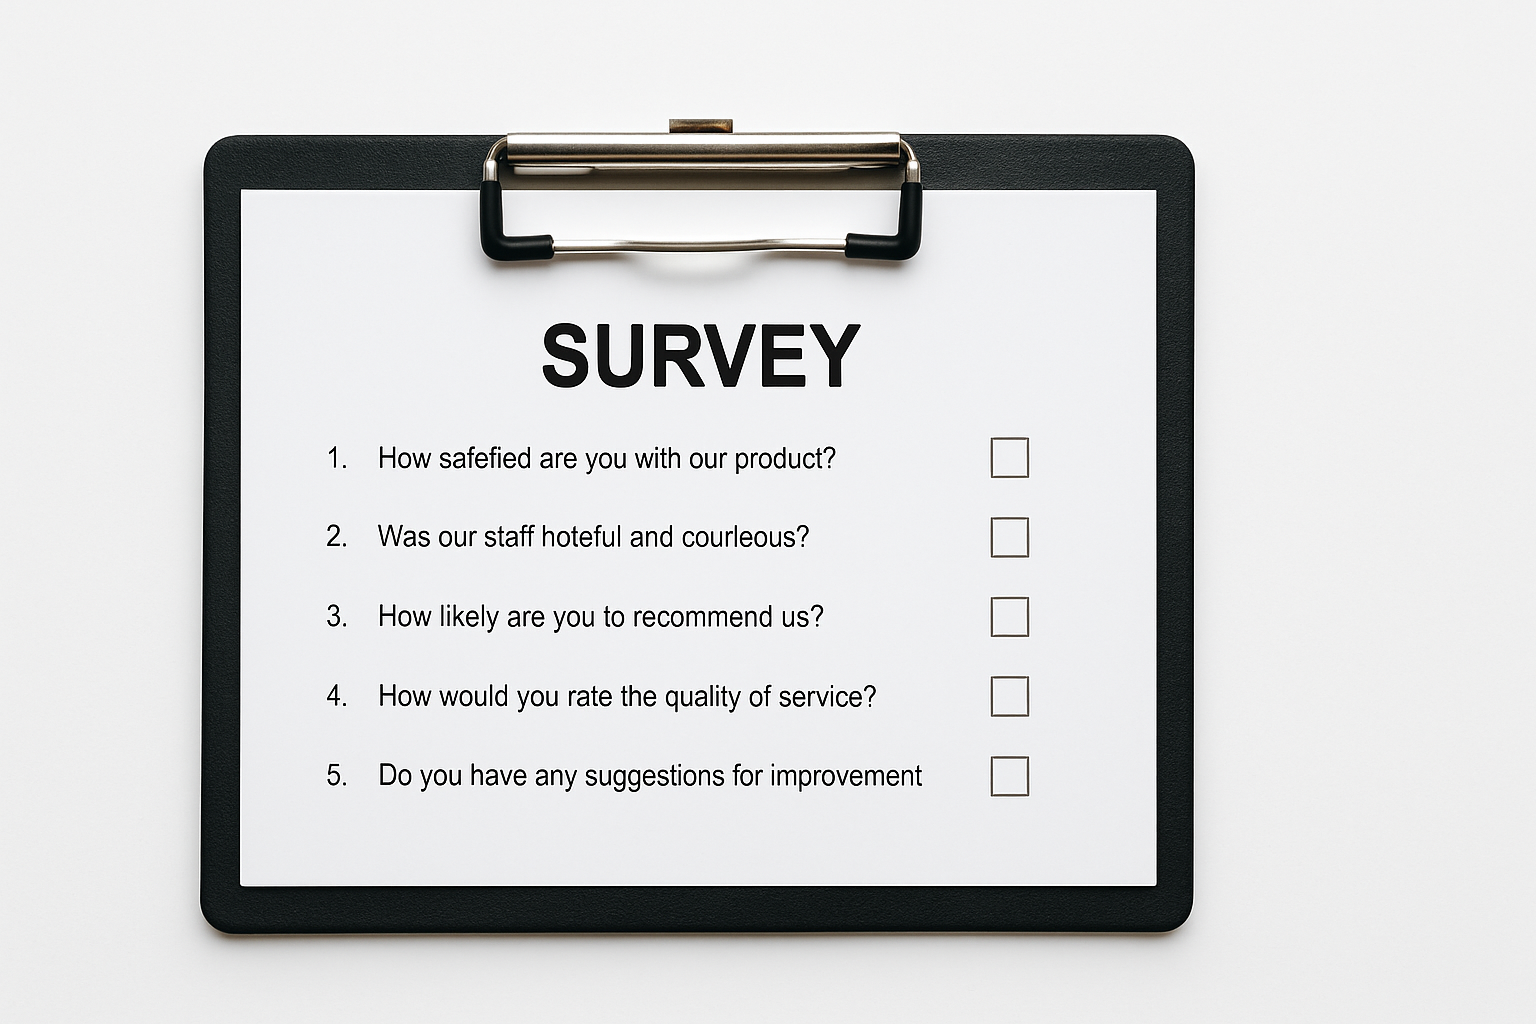 SURVEY
1. How safefied are you with our product?
2. Was our staff hoteful and courleous?
3. How likely are you to recommend us?
4. How would you rate the quality of service?
5. Do you have any suggestions for improvement